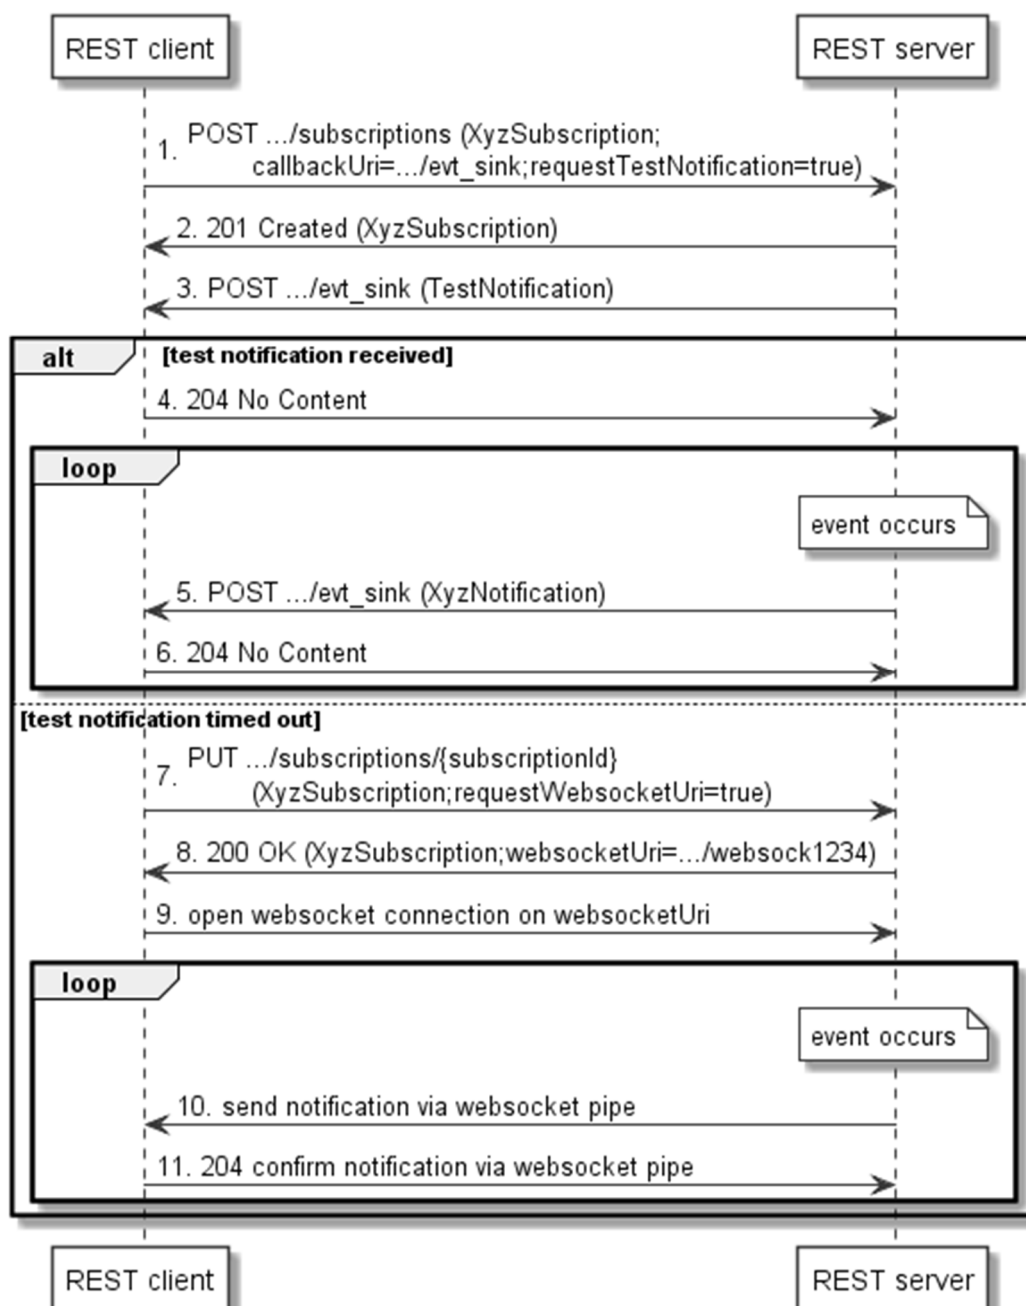 REST client
REST server
1. POST .../subscriptions (XyzSubscription;
callbackUri=.../evt_sink;requestTestNotification=true)
2. 201 Created (XyzSubscription)
3. POST .../evt_sink (TestNotification)
alt
[test notification received]
4. 204 No Content
loop
event occurs
5. POST .../evt_sink (XyzNotification)
6. 204 No Content
[test notification timed out]
7. PUT .../subscriptions/{subscriptionId}
(XyzSubscription;requestWebsocketUri=true)
8. 200 OK (XyzSubscription;websocketUri=.../websock1234)
9. open websocket connection on websocketUri
loop
event occurs
10. send notification via websocket pipe
11. 204 confirm notification via websocket pipe
REST client
REST server